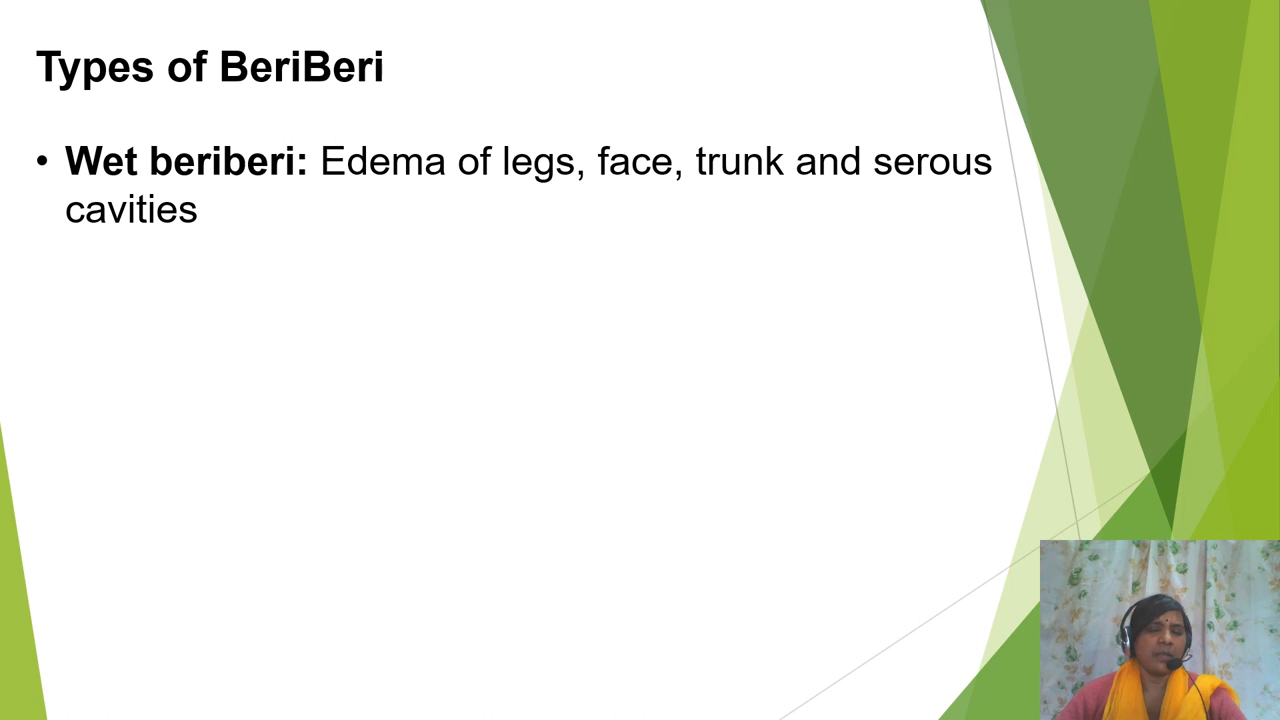 Types of BeriBeri
• Wet beriberi: Edema of legs, face, trunk and serous
cavities